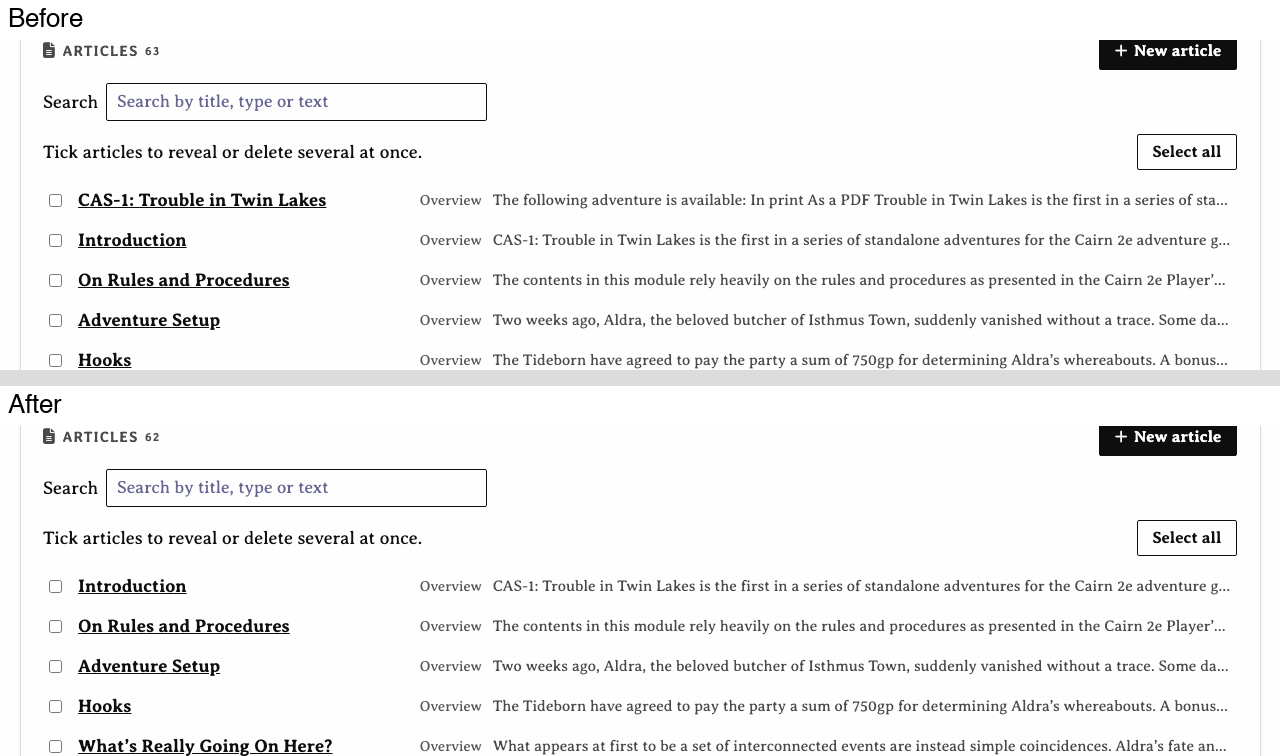 Before
ARTICLES 63
+ New article
Search Search by title, type or text
Tick articles to reveal or delete several at once. Select all
CAS-1: Trouble in Twin Lakes Overview The following adventure is available: In print As a PDF Trouble in Twin Lakes is the first in a series of sta...
Introduction Overview CAS-1: Trouble in Twin Lakes is the first in a series of standalone adventures for the Cairn 2e adventure g...
On Rules and Procedures Overview The contents in this module rely heavily on the rules and procedures as presented in the Cairn 2e Player’...
Adventure Setup Overview Two weeks ago, Aldra, the beloved butcher of Isthmus Town, suddenly vanished without a trace. Some da...
Hooks Overview The Tideborn have agreed to pay the party a sum of 750gp for determining Aldra’s whereabouts. A bonus...
After
ARTICLES 62
+ New article
Search Search by title, type or text
Tick articles to reveal or delete several at once. Select all
Introduction Overview CAS-1: Trouble in Twin Lakes is the first in a series of standalone adventures for the Cairn 2e adventure g...
On Rules and Procedures Overview The contents in this module rely heavily on the rules and procedures as presented in the Cairn 2e Player’...
Adventure Setup Overview Two weeks ago, Aldra, the beloved butcher of Isthmus Town, suddenly vanished without a trace. Some da...
Hooks Overview The Tideborn have agreed to pay the party a sum of 750gp for determining Aldra’s whereabouts. A bonus...
What’s Really Going On Here? Overview What appears at first to be a set of interconnected events are instead simple coincidences. Aldra’s fate an...